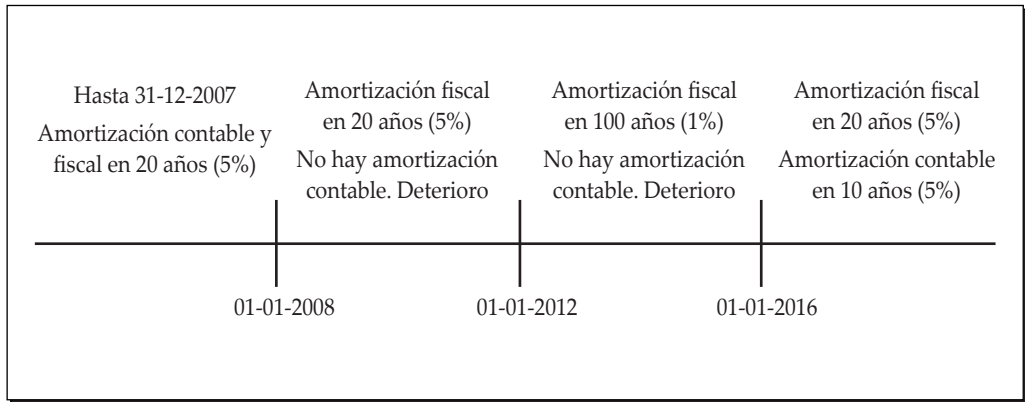 Hasta 31-12-2007
Amortización contable y
fiscal en 20 años (5%)
Amortización fiscal
en 20 años (5%)
No hay amortización
contable. Deterioro
Amortización fiscal
en 100 años (1%)
No hay amortización
contable. Deterioro
Amortización fiscal
en 20 años (5%)
Amortización contable
en 10 años (5%)
01-01-2008
01-01-2012
01-01-2016